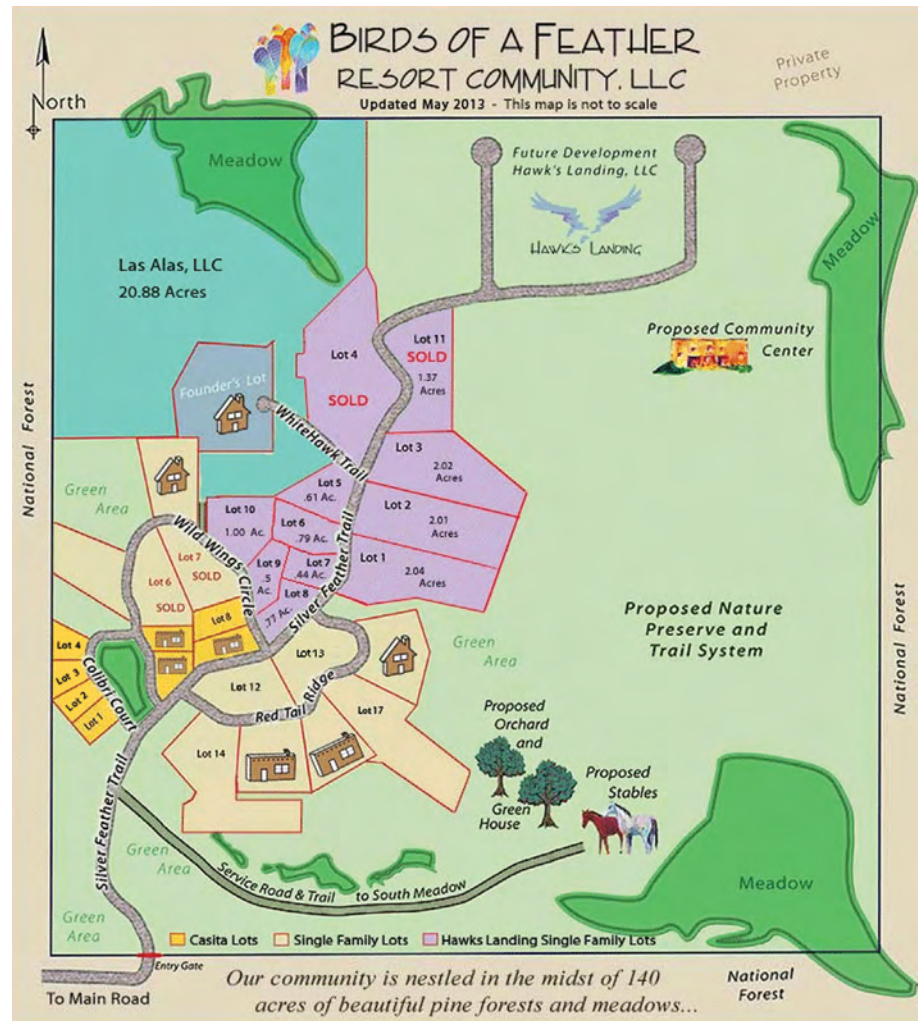 BIRDS OF A FEATHER
RESORT COMMUNITY, LLC
Updated May 2013 - This map is not to scale
Private
Property
North
Meadow
Future Development
Hawk's Landing, LLC
HAWKS LANDING
Meadow
Las Alas, LLC
20.88 Acres
Proposed Community
Center
Lot 4
SOLD
Lot 11
SOLD
1.37
Acres
Founder's Lot
WhiteHawk Trail
National Forest
Green
Area
Lot 3
2.02
Acres
Lot 5
.61 Ac.
Lot 10
1.00 Ac.
Lot 6
.79 Ac.
Lot 2
2.01
Acres
Wild Wings Circle
Lot 7
SOLD
Lot 6
SOLD
Lot 9
.5
Ac.
Lot 7
.44 Ac.
Lot 8
.77 Ac.
Silver Feather Trail
Lot 1
2.04
Acres
Lot 8
Proposed Nature
Preserve and
Trail System
National Forest
Green
Area
Lot 4
Lot 3
Lot 2
Lot 1
Colibri Court
Lot 13
Lot 12
Red Tail Ridge
Lot 17
Lot 14
Proposed
Orchard and
Green
House
Proposed
Stables
Silver Feather Trail
Green
Area
Service Road & Trail to South Meadow
Meadow
Green
Area
Casita Lots Single Family Lots Hawks Landing Single Family Lots
Entry Gate
To Main Road
Our community is nestled in the midst of 140
acres of beautiful pine forests and meadows...
National
Forest